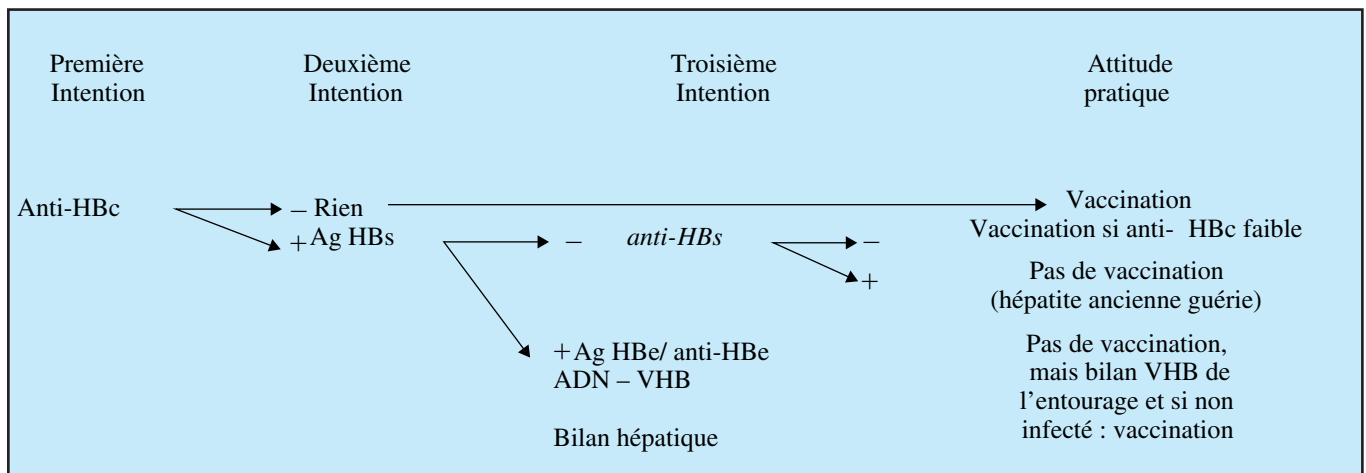 Première Deuxième Troisième Attitude
Intention Intention Intention pratique
Anti-HBc – Rien Vaccination
+ Ag HBs – anti-HBs – Vaccination si anti- HBc faible
+ Pas de vaccination
(hépatite ancienne guérie)
+ Ag HBe/ anti-HBe Pas de vaccination,
ADN – VHB mais bilan VHB de
l'entourage et si non
Bilan hépatique infecté : vaccination